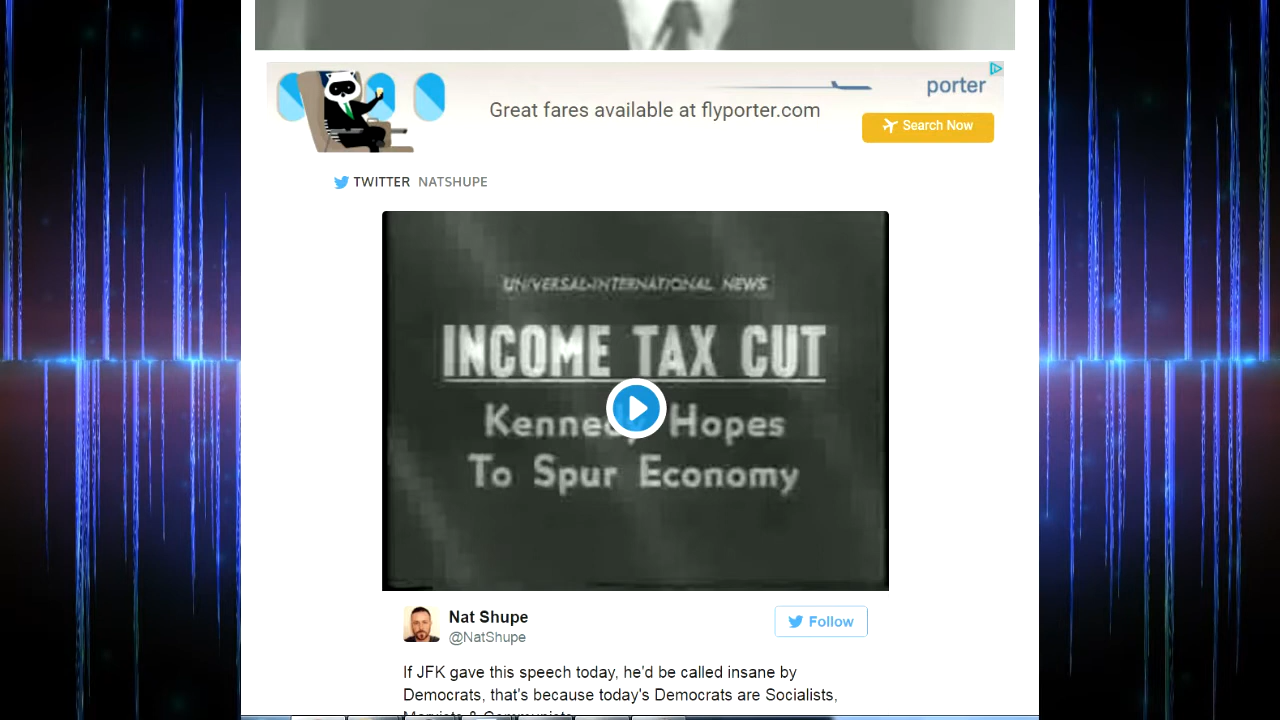 porter
Great fares available at flyporter.com
Search Now
TWITTER NATSHUPE
UNIVERSAL-INTERNATIONAL NEWS
INCOME TAX CUT
Kennedy Hopes
To Spur Economy
Nat Shupe
@NatShupe
Follow
If JFK gave this speech today, he'd be called insane by
Democrats, that's because today's Democrats are Socialists,